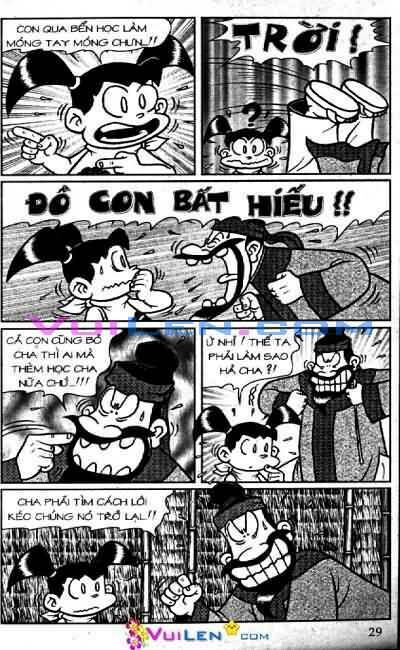 CON QUA BỂN HỌC LÀM
MÓNG TAY MÓNG CHƯN...!!
TRỜI!
?
ĐỒ CON BẤT HIẾU!!
VUILEN.COM
CẢ CON CŨNG BỎ
CHA THÌ AI MÀ
THÈM HỌC CHA
NỮA CHỨ...!!!
Ừ NHỈ! THẾ TA
PHẢI LÀM SAO
HẢ CHA?
CHA PHẢI TÌM CÁCH LÔI
KÉO CHÚNG NÓ TRỞ LẠI..!!
29
VUILEN.COM